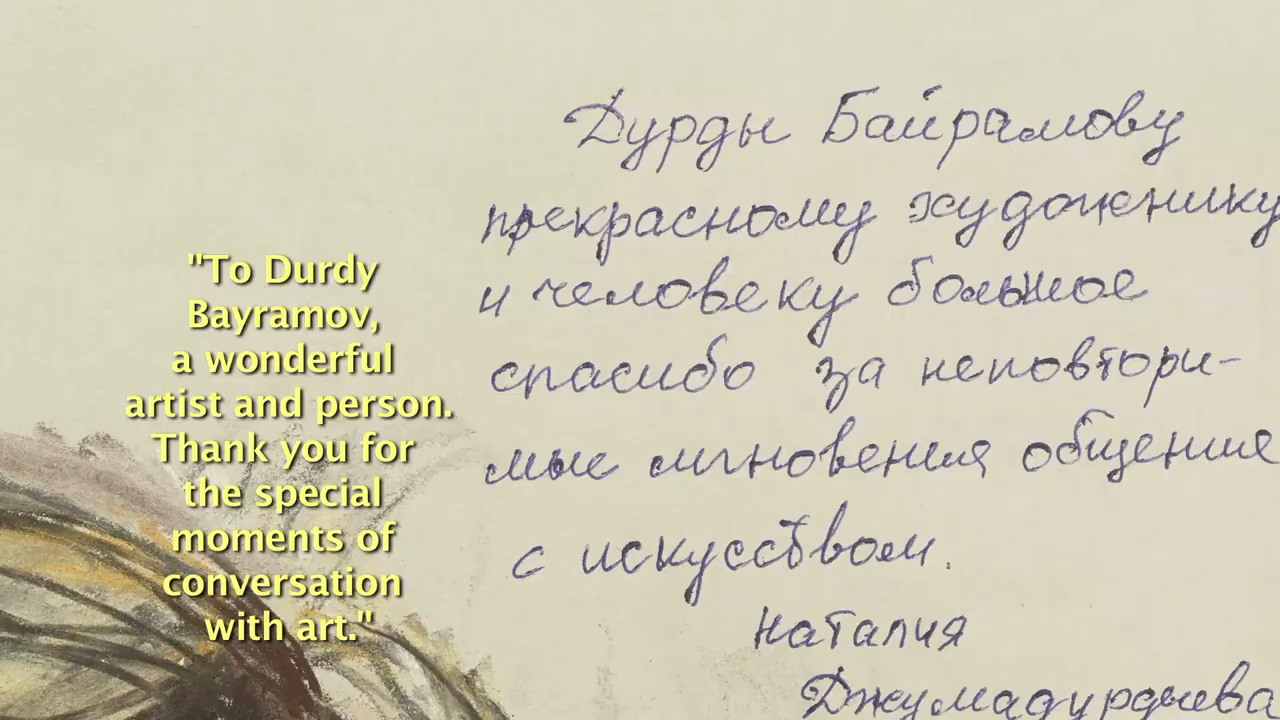 "To Durdy
Bayramov,
a wonderful
artist and person.
Thank you for
the special
moments of
conversation
with art."
Дурды Байрамову
прекрасному художнику
и человеку большое
спасибо за неповтори-
мые мгновения общения
с искусством.
Наталия
Джумадурдыева